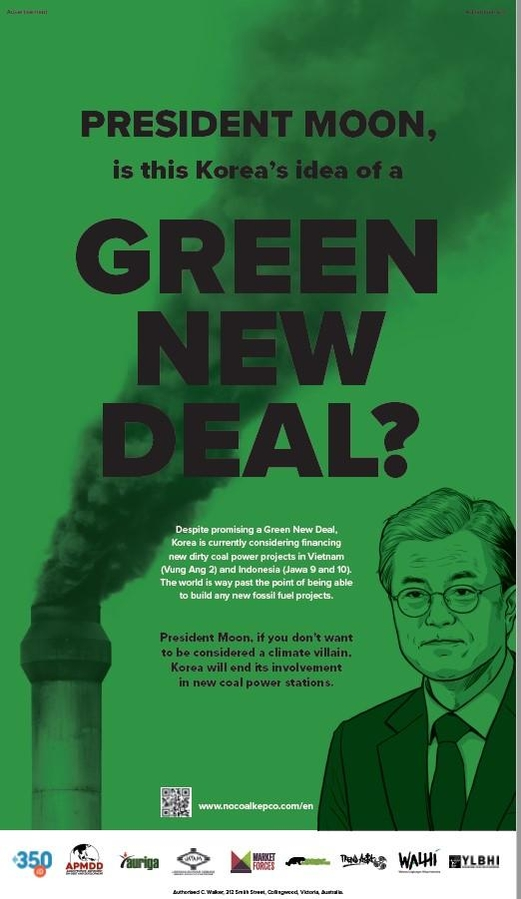 Advertisement
Advertisement
PRESIDENT MOON,
is this Korea's idea of a
GREEN
NEW
DEAL?
Despite promising a Green New Deal,
Korea is currently considering financing
new dirty coal power projects in Vietnam
(Vung Ang 2) and Indonesia (Jawa 9 and 10).
The world is way past the point of being able
to build any new fossil fuel projects.
President Moon, if you don't want
to be considered a climate villain,
Korea will end its involvement
in new coal power stations.
www.nocoalkepco.com/en
350
APMDD
auriga
JATAM
MARKET
FORCES
TREND ASIA
WALHI
YLBHI
Authorised C. Walker, 312 Smith Street, Collingwood, Victoria, Australia.